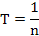 T = 1/n